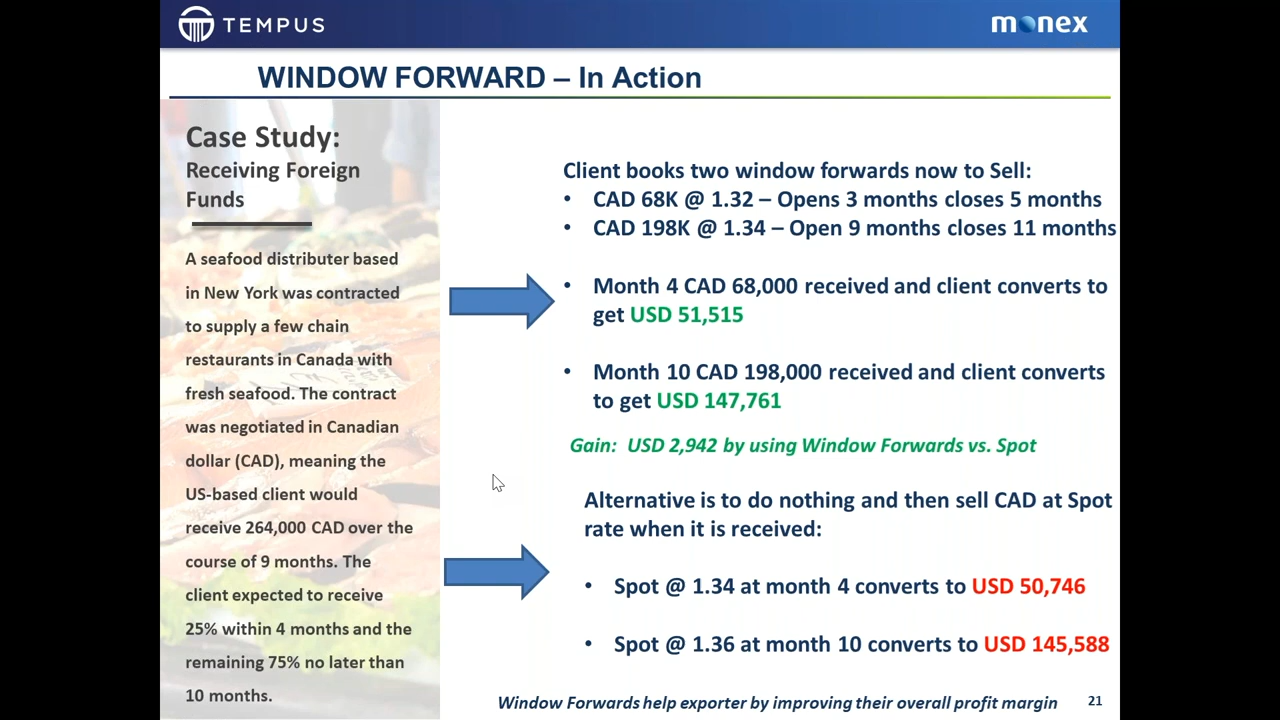 TEMPUS
monex
WINDOW FORWARD – In Action
Case Study:
Receiving Foreign
Funds
A seafood distributer based
in New York was contracted
to supply a few chain
restaurants in Canada with
fresh seafood. The contract
was negotiated in Canadian
dollar (CAD), meaning the
US-based client would
receive 264,000 CAD over the
course of 9 months. The
client expected to receive
25% within 4 months and the
remaining 75% no later than
10 months.
Client books two window forwards now to Sell:
• CAD 68K @ 1.32 – Opens 3 months closes 5 months
• CAD 198K @ 1.34 – Open 9 months closes 11 months
• Month 4 CAD 68,000 received and client converts to
get USD 51,515
• Month 10 CAD 198,000 received and client converts
to get USD 147,761
Gain: USD 2,942 by using Window Forwards vs. Spot
Alternative is to do nothing and then sell CAD at Spot
rate when it is received:
• Spot @ 1.34 at month 4 converts to USD 50,746
• Spot @ 1.36 at month 10 converts to USD 145,588
Window Forwards help exporter by improving their overall profit margin
21